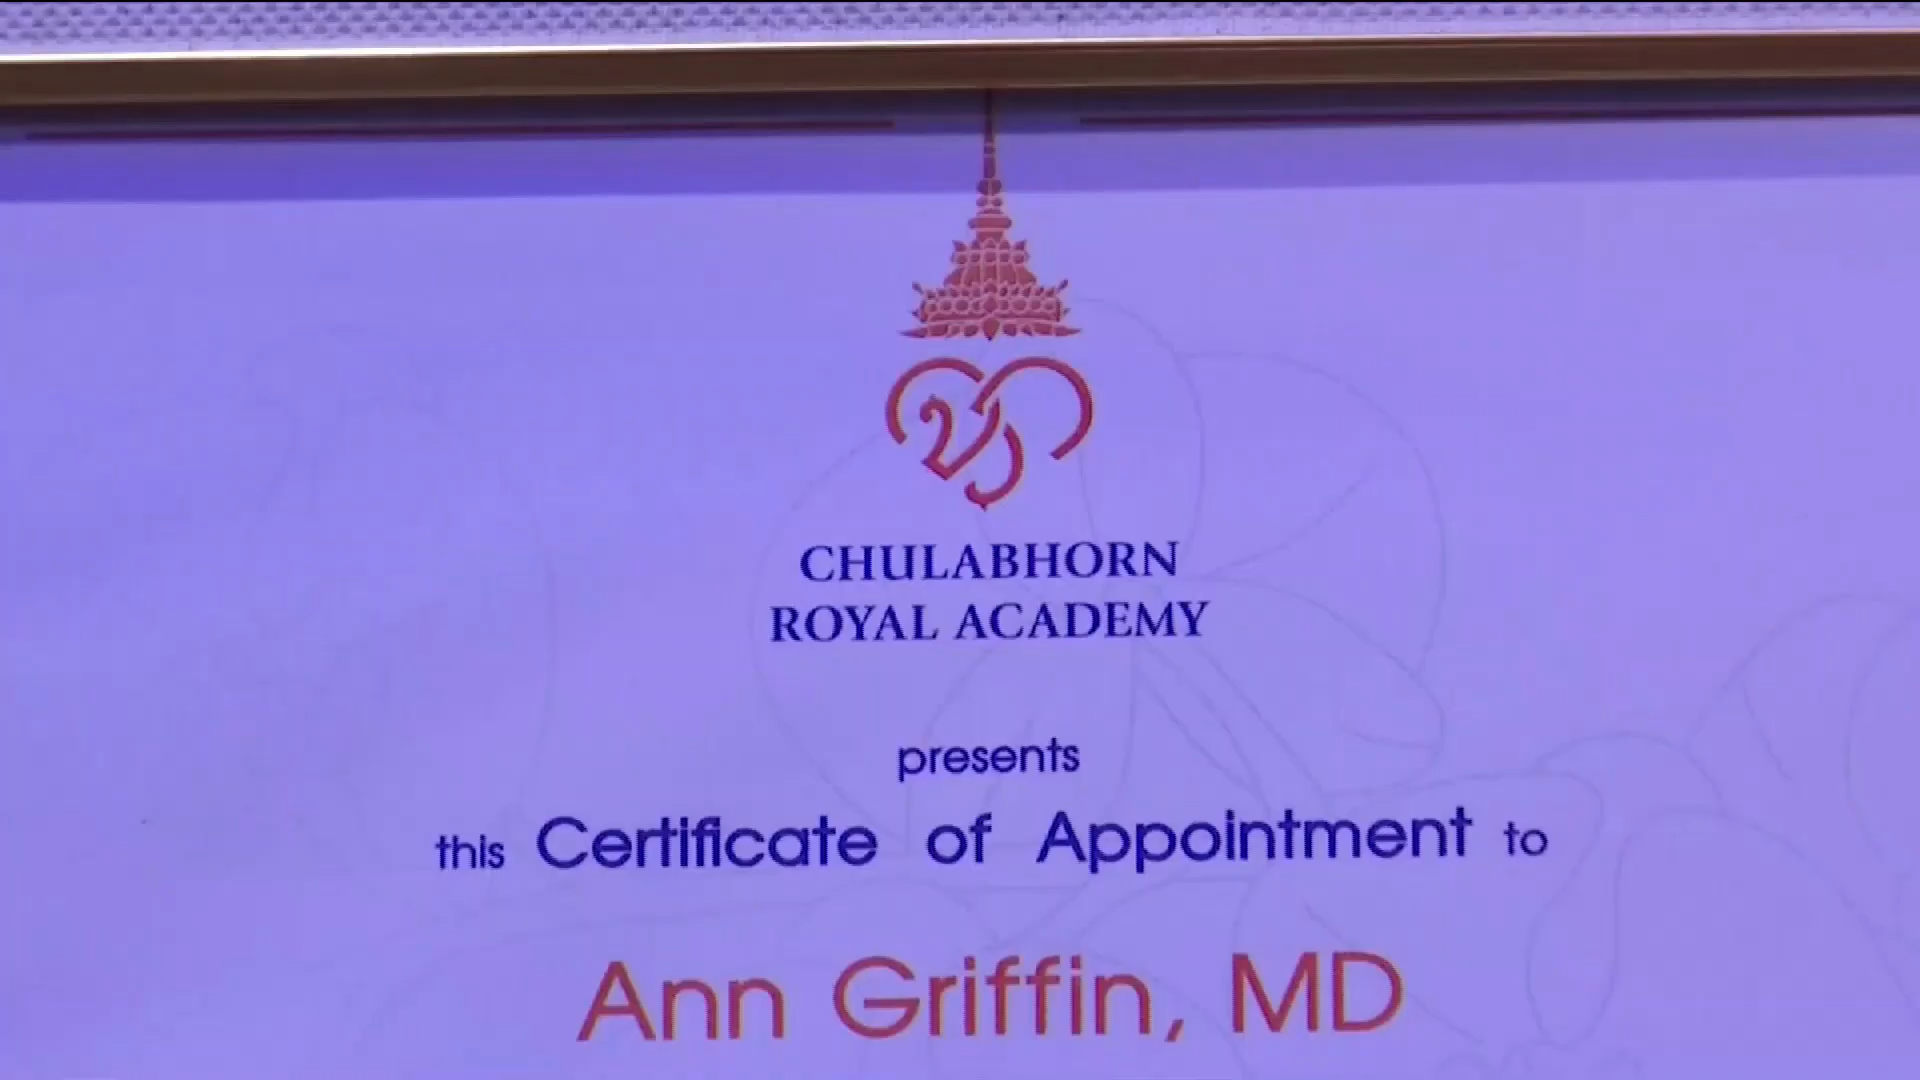 CHULABHORN
ROYAL ACADEMY
presents
this Certificate of Appointment to
Ann Griffin, MD